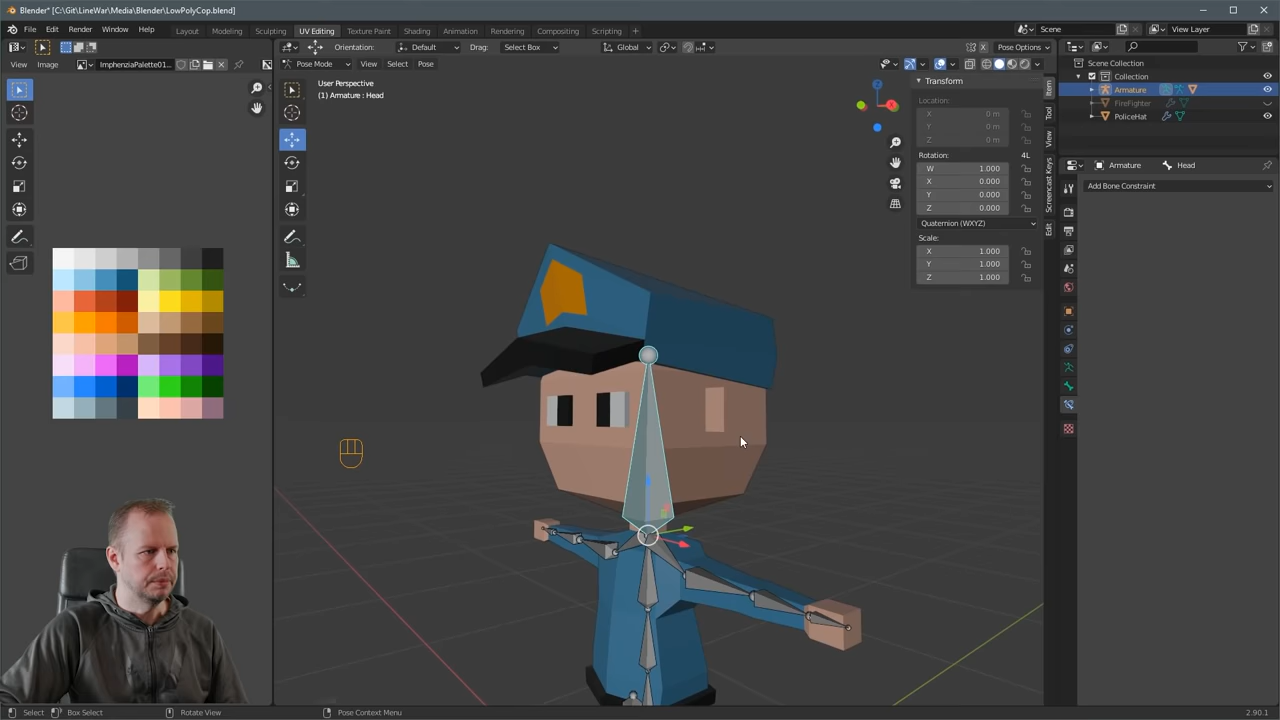 Blender* [C:\Git\LineWar\Media\Blender\LowPolyCop.blend]
File Edit Render Window Help Layout Modeling Sculpting UV Editing Texture Paint Shading Animation Rendering Compositing Scripting + Scene View Layer
Orientation: Default Drag: Select Box Global Pose Options
View Image ImphenziaPalette01... Pose Mode View Select Pose
User Perspective
(1) Armature : Head
Transform
Location:
X 0 m
Y 0 m
Z 0 m
Rotation: 4L
W 1.000
X 0.000
Y 0.000
Z 0.000
Quaternion (WXYZ)
Scale:
X 1.000
Y 1.000
Z 1.000
Item
Tool
View
Screencast Keys
Edit
Z
X
Scene Collection
Collection
Armature
FireFighter
PoliceHat
Armature Head
Add Bone Constraint
Select Box Select Rotate View Pose Context Menu 2.90.1